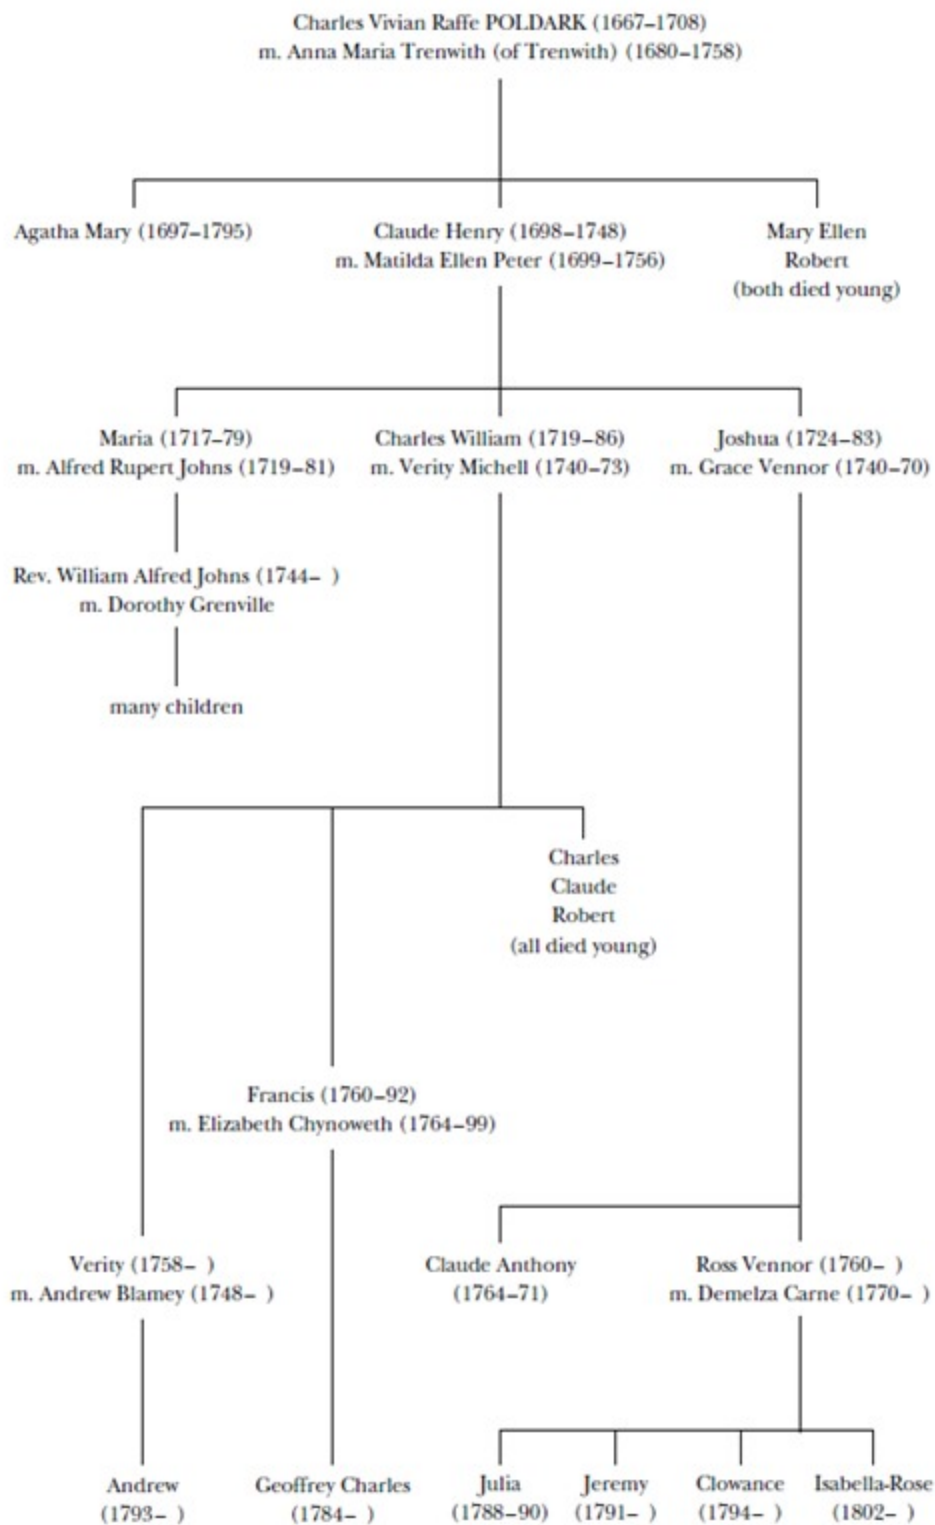 Charles Vivian Raffe POLDARK (1667–1708)
m. Anna Maria Trenwith (of Trenwith) (1680–1758)
Agatha Mary (1697–1795)
Claude Henry (1698–1748)
m. Matilda Ellen Peter (1699–1756)
Mary Ellen
Robert
(both died young)
Maria (1717–79)
m. Alfred Rupert Johns (1719–81)
Charles William (1719–86)
m. Verity Michell (1740–73)
Joshua (1724–83)
m. Grace Vennor (1740–70)
Rev. William Alfred Johns (1744– )
m. Dorothy Grenville
many children
Charles
Claude
Robert
(all died young)
Francis (1760–92)
m. Elizabeth Chynoweth (1764–99)
Verity (1758– )
m. Andrew Blamey (1748– )
Claude Anthony
(1764–71)
Ross Vennor (1760– )
m. Demelza Carne (1770– )
Andrew
(1793– )
Geoffrey Charles
(1784– )
Julia
(1788–90)
Jeremy
(1791– )
Clowance
(1794– )
Isabella-Rose
(1802– )